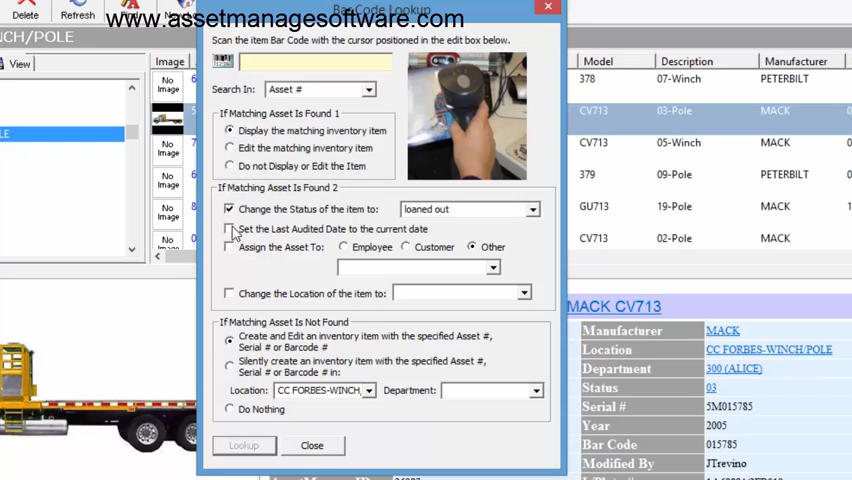 Delete
Refresh
Find
www.assetmanagesoftware.com
Bar Code Lookup
WINCH/POLE
View
Image
Model
Description
Manufacturer
No Image
378
07-Winch
PETERBILT
CV713
03-Pole
MACK
OLE
No Image
CV713
05-Winch
MACK
No Image
379
09-Pole
PETERBILT
No Image
GU713
19-Pole
MACK
No Image
CV713
02-Pole
MACK
Scan the item Bar Code with the cursor positioned in the edit box below.
Search In:
Asset #
If Matching Asset Is Found 1
Display the matching inventory item
Edit the matching inventory item
Do not Display or Edit the Item
If Matching Asset Is Found 2
Change the Status of the item to:
loaned out
Set the Last Audited Date to the current date
Assign the Asset To:
Employee
Customer
Other
Change the Location of the item to:
If Matching Asset Is Not Found
Create and Edit an inventory item with the specified Asset #,
Serial # or Barcode #
Silently create an inventory item with the specified Asset #,
Serial # or Barcode # in:
Location:
CC FORBES-WINCH,
Department:
Do Nothing
Lookup
Close
MACK CV713
Manufacturer
MACK
Location
CC FORBES-WINCH/POLE
Department
300 (ALICE)
Status
03
Serial #
5M015785
Year
2005
Bar Code
015785
Modified By
JTrevino